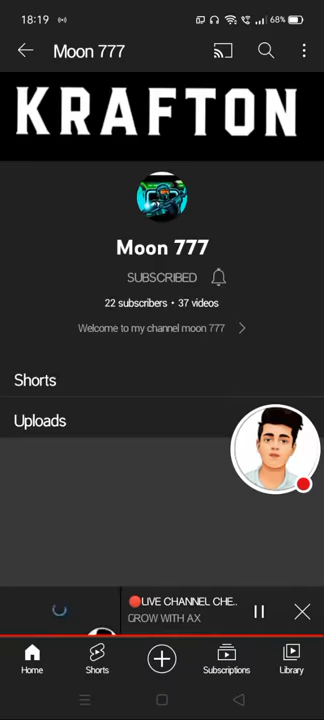 18:19
68%
Moon 777
KRAFTON
Moon 777
SUBSCRIBED
22 subscribers • 37 videos
Welcome to my channel moon 777
Shorts
Uploads
🔴LIVE CHANNEL CHE..
GROW WITH AX
Home
Shorts
Subscriptions
Library